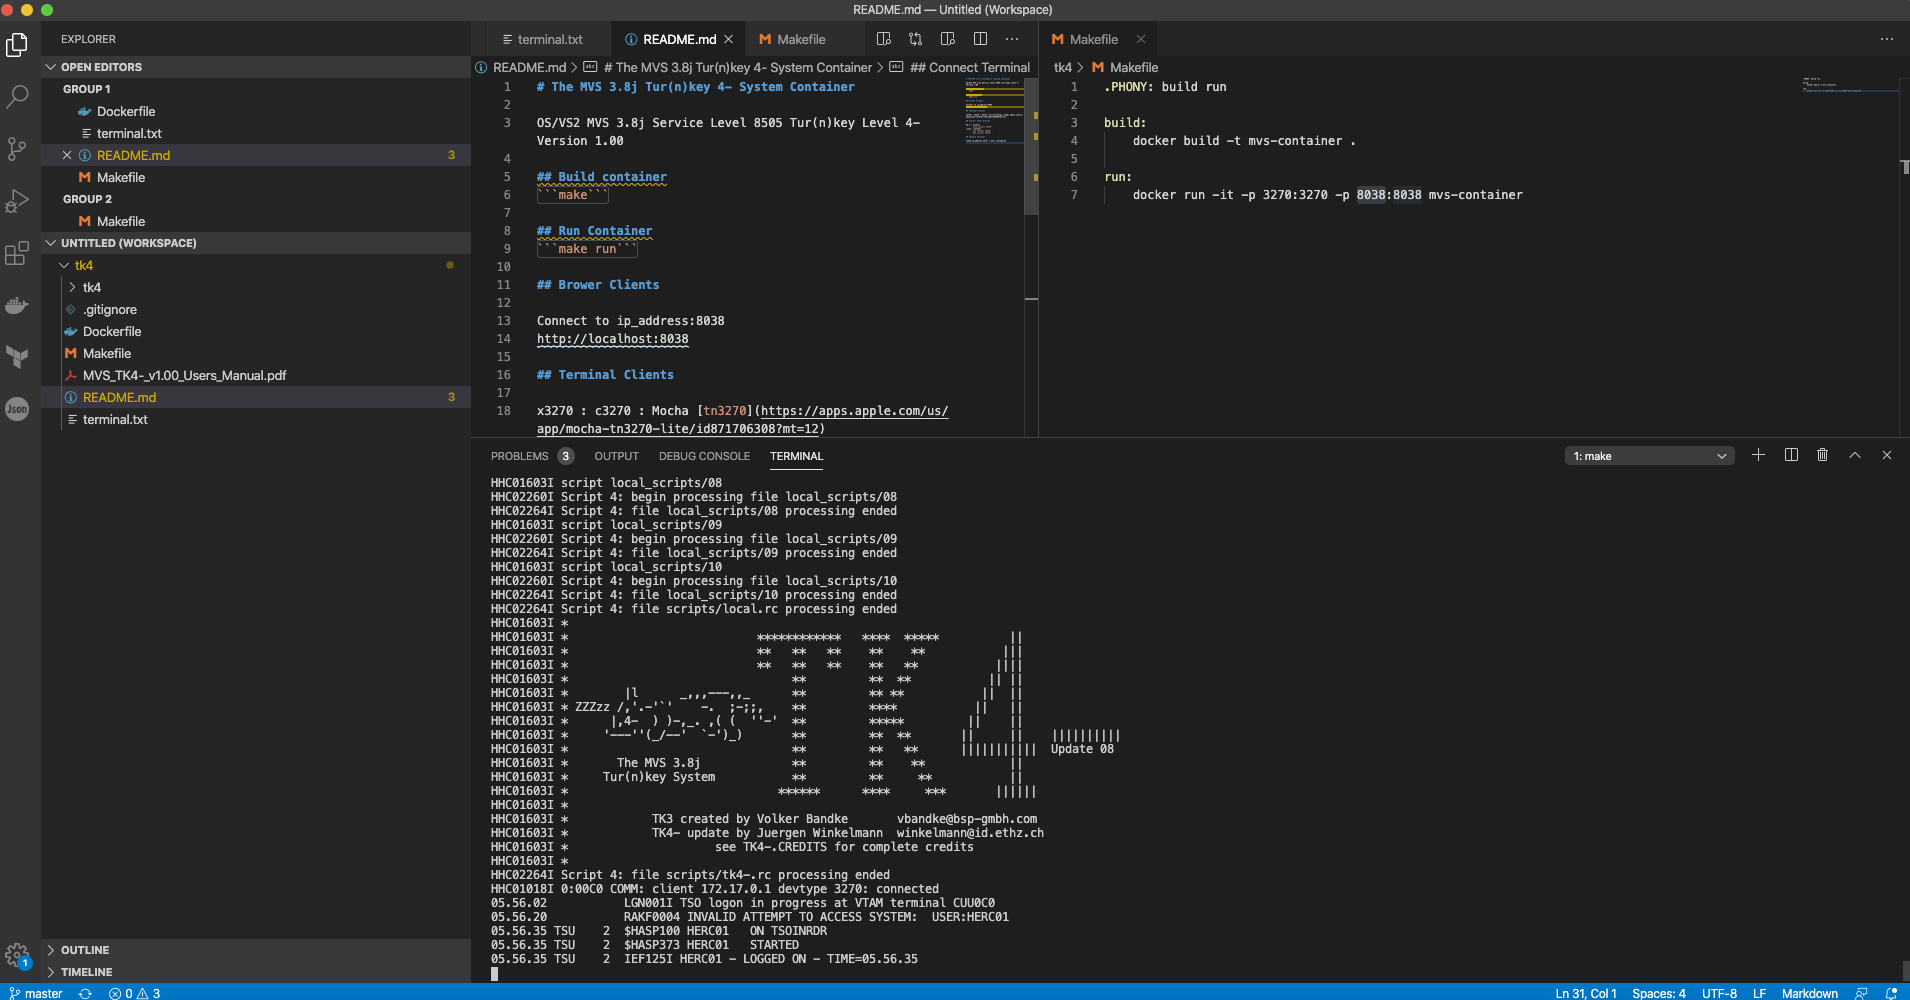 README.md — Untitled (Workspace)
EXPLORER
OPEN EDITORS
GROUP 1
Dockerfile
terminal.txt
README.md 3
Makefile
GROUP 2
Makefile
UNTITLED (WORKSPACE)
tk4
tk4
.gitignore
Dockerfile
Makefile
MVS_TK4-_v1.00_Users_Manual.pdf
README.md 3
terminal.txt
OUTLINE
TIMELINE
Json
1
terminal.txt README.md Makefile
README.md > # The MVS 3.8j Tur(n)key 4- System Container > ## Connect Terminal
1 # The MVS 3.8j Tur(n)key 4- System Container
2
3 OS/VS2 MVS 3.8j Service Level 8505 Tur(n)key Level 4-
Version 1.00
4
5 ## Build container
6 ```make```
7
8 ## Run Container
9 ```make run```
10
11 ## Brower Clients
12
13 Connect to ip_address:8038
14 http://localhost:8038
15
16 ## Terminal Clients
17
18 x3270 : c3270 : Mocha [tn3270](https://apps.apple.com/us/
app/mocha-tn3270-lite/id871706308?mt=12)
Makefile
tk4 > Makefile
1 .PHONY: build run
2
3 build:
4 docker build -t mvs-container .
5
6 run:
7 docker run -it -p 3270:3270 -p 8038:8038 mvs-container
PROBLEMS 3 OUTPUT DEBUG CONSOLE TERMINAL 1: make
HHC01603I script local_scripts/08
HHC02260I Script 4: begin processing file local_scripts/08
HHC02264I Script 4: file local_scripts/08 processing ended
HHC01603I script local_scripts/09
HHC02260I Script 4: begin processing file local_scripts/09
HHC02264I Script 4: file local_scripts/09 processing ended
HHC01603I script local_scripts/10
HHC02260I Script 4: begin processing file local_scripts/10
HHC02264I Script 4: file local_scripts/10 processing ended
HHC02264I Script 4: file scripts/local.rc processing ended
HHC01603I *
HHC01603I *                           ************   ****  *****          ||
HHC01603I *                           **   **   **    **    **           |||
HHC01603I *                           **   **   **    **   **           ||||
HHC01603I *                                **         **  **           || ||
HHC01603I *        |l      _,,,---,,_      **         ** **           ||  ||
HHC01603I * ZZZzz /,'.-'`'    -.  ;-;;,    **         ****           ||   ||
HHC01603I *      |,4-  ) )-,_. ,( (  ''-'  **         *****         ||    ||
HHC01603I *     '---''(_/--'  `-')_)       **         **  **       ||     ||    ||||||||||
HHC01603I *                                **         **   **      |||||||||||  Update 08
HHC01603I *       The MVS 3.8j             **         **    **            ||
HHC01603I *     Tur(n)key System           **         **     **           ||
HHC01603I *                              ******      ****     ***       ||||||
HHC01603I *
HHC01603I *            TK3 created by Volker Bandke       vbandke@bsp-gmbh.com
HHC01603I *            TK4- update by Juergen Winkelmann  winkelmann@id.ethz.ch
HHC01603I *                     see TK4-.CREDITS for complete credits
HHC01603I *
HHC02264I Script 4: file scripts/tk4-.rc processing ended
HHC01018I 0:00C0 COMM: client 172.17.0.1 devtype 3270: connected
05.56.02           LGN001I TSO logon in progress at VTAM terminal CUU0C0
05.56.20           RAKF0004 INVALID ATTEMPT TO ACCESS SYSTEM:  USER:HERC01
05.56.35 TSU    2  $HASP100 HERC01   ON TSOINRDR
05.56.35 TSU    2  $HASP373 HERC01   STARTED
05.56.35 TSU    2  IEF125I HERC01 - LOGGED ON - TIME=05.56.35
master 0 3 Ln 31, Col 1 Spaces: 4 UTF-8 LF Markdown